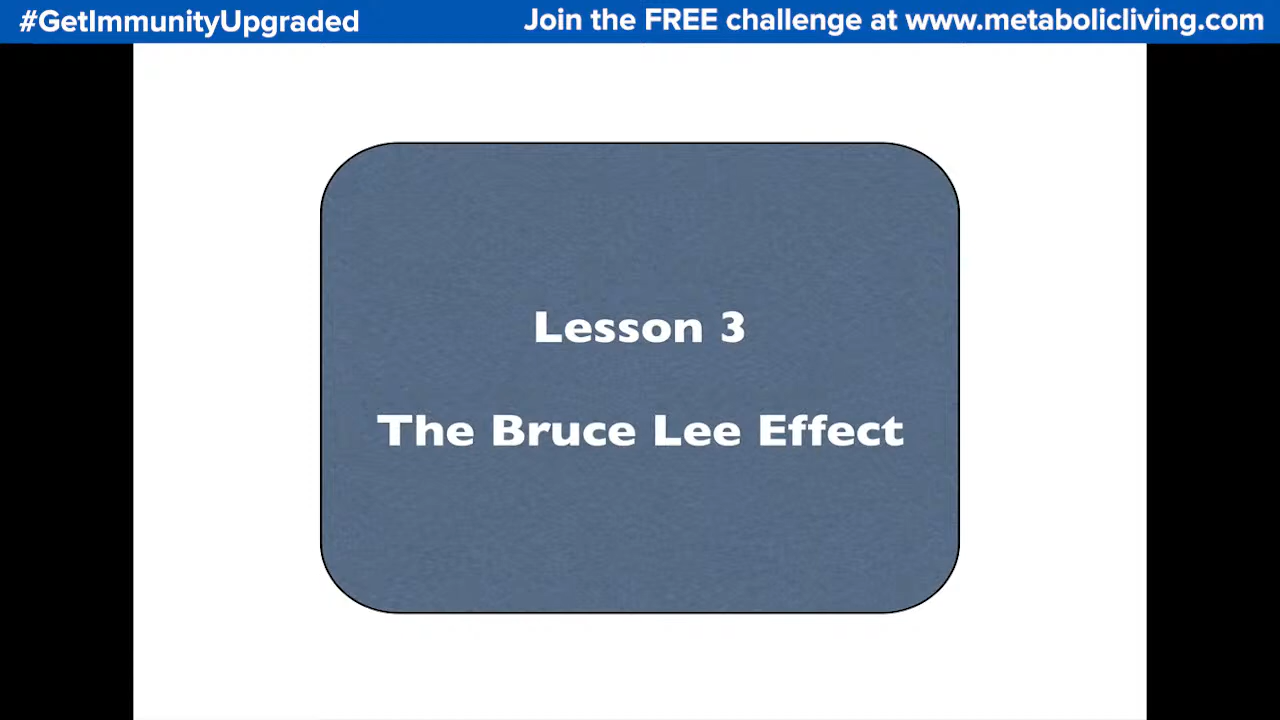 #GetImmunityUpgraded
Join the FREE challenge at www.metabolicliving.com
Lesson 3
The Bruce Lee Effect